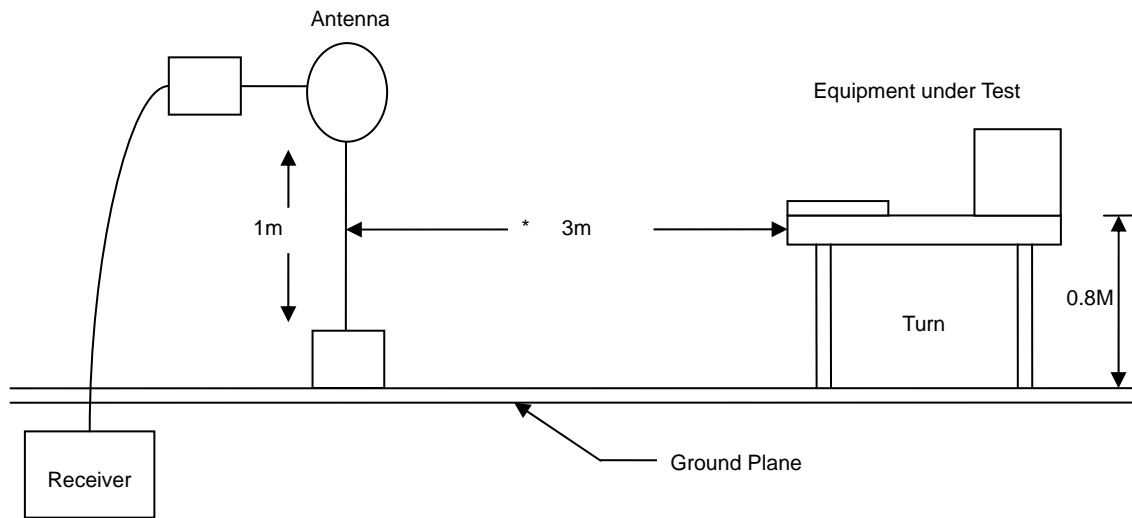 Antenna
Equipment under Test
1m
* 3m
0.8M
Turn
Ground Plane
Receiver